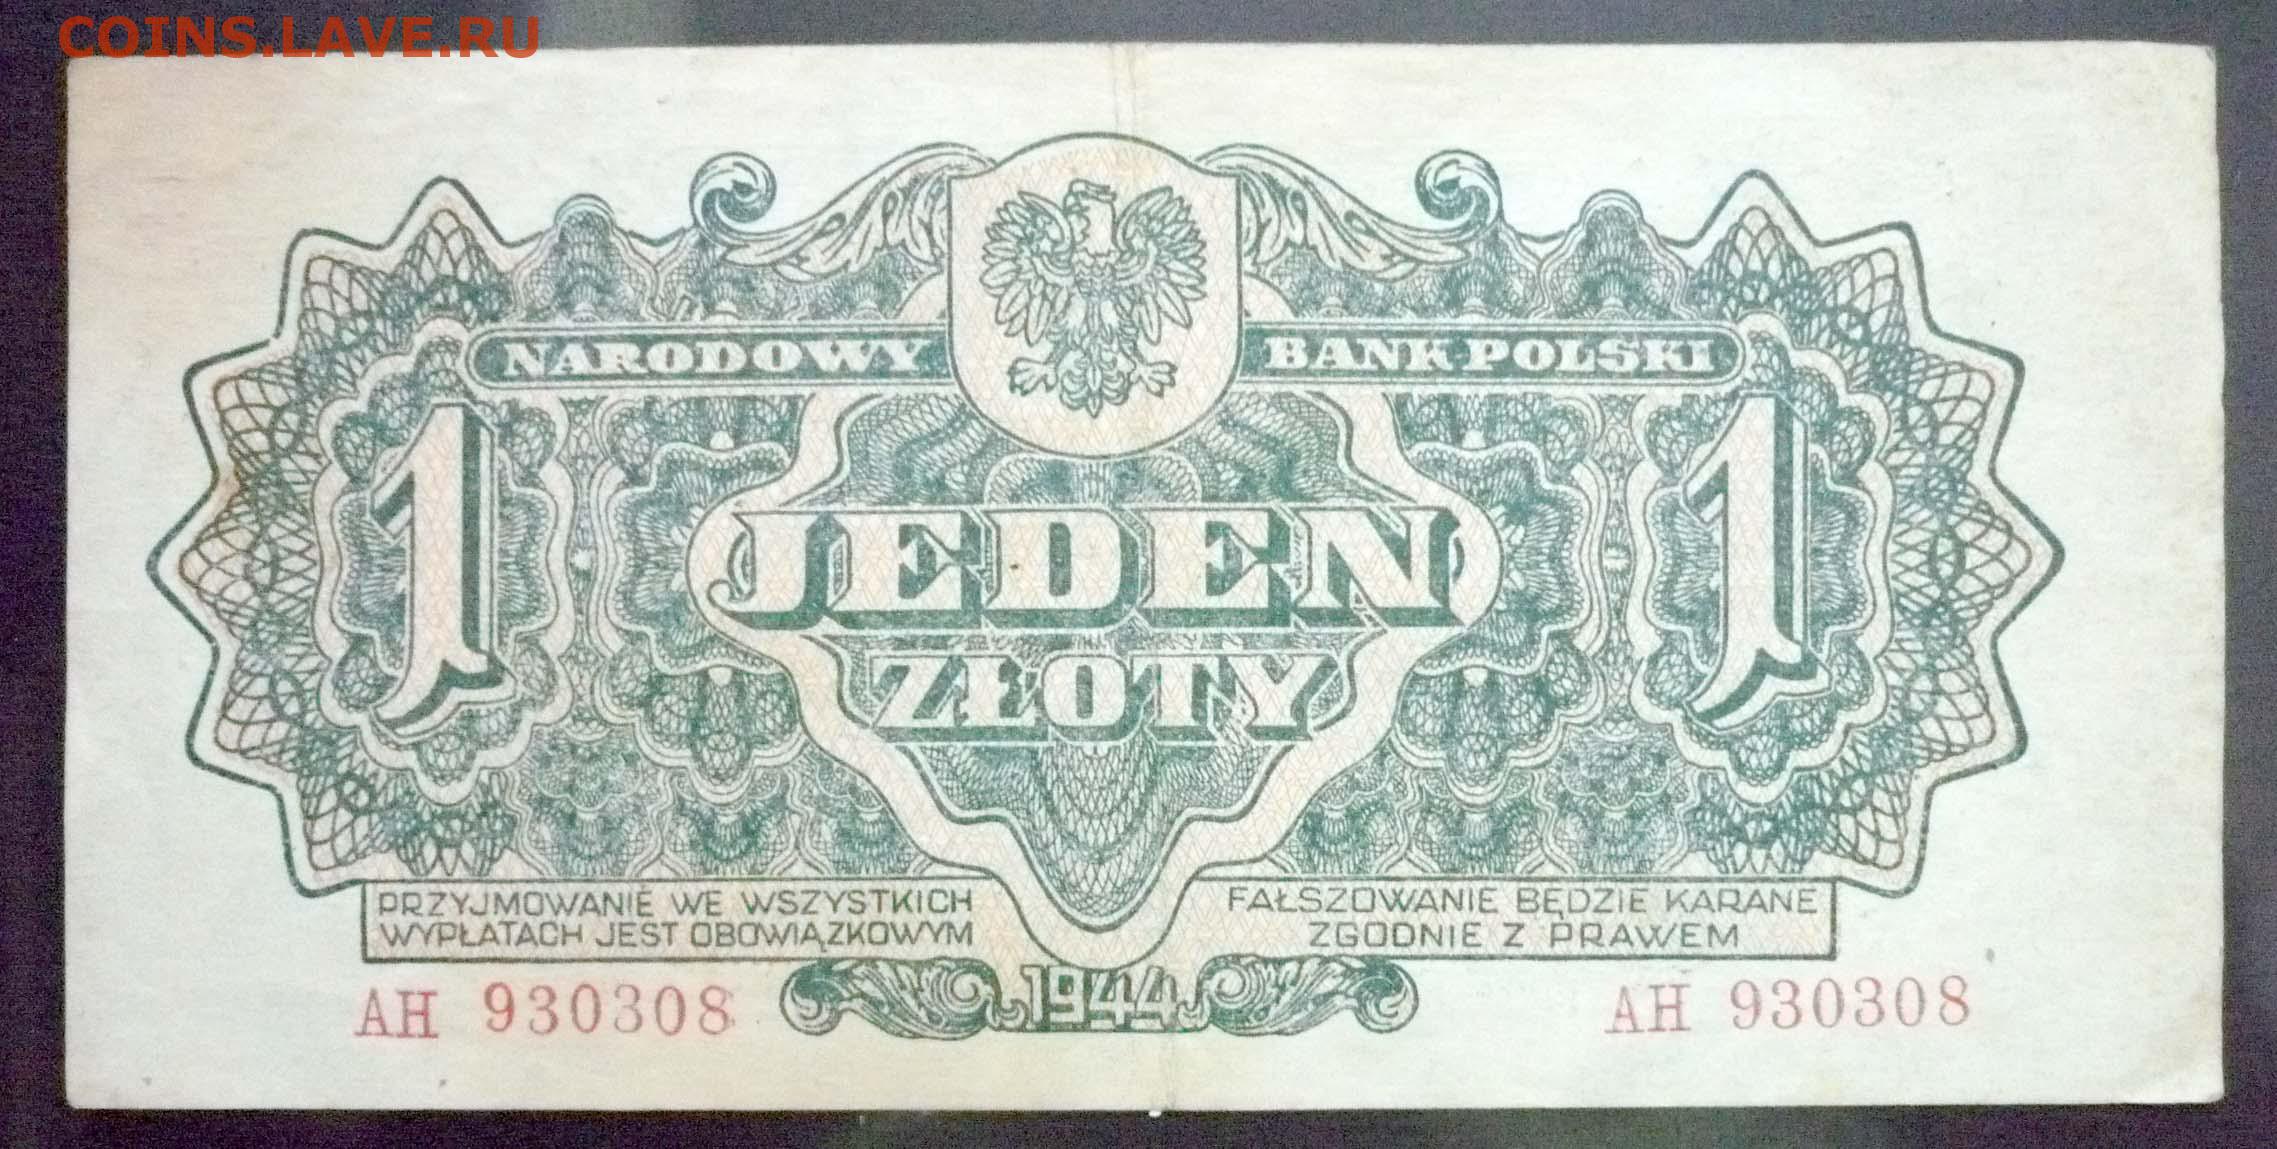 COINS.LAVE.RU
NARODOWY BANK POLSKI
1 1
JEDEN
ZŁOTY
PRZYJMOWANIE WE WSZYSTKICH
WYPŁATACH JEST OBOWIĄZKOWYM
FAŁSZOWANIE BĘDZIE KARANE
ZGODNIE Z PRAWEM
1944
AH 930308
AH 930308